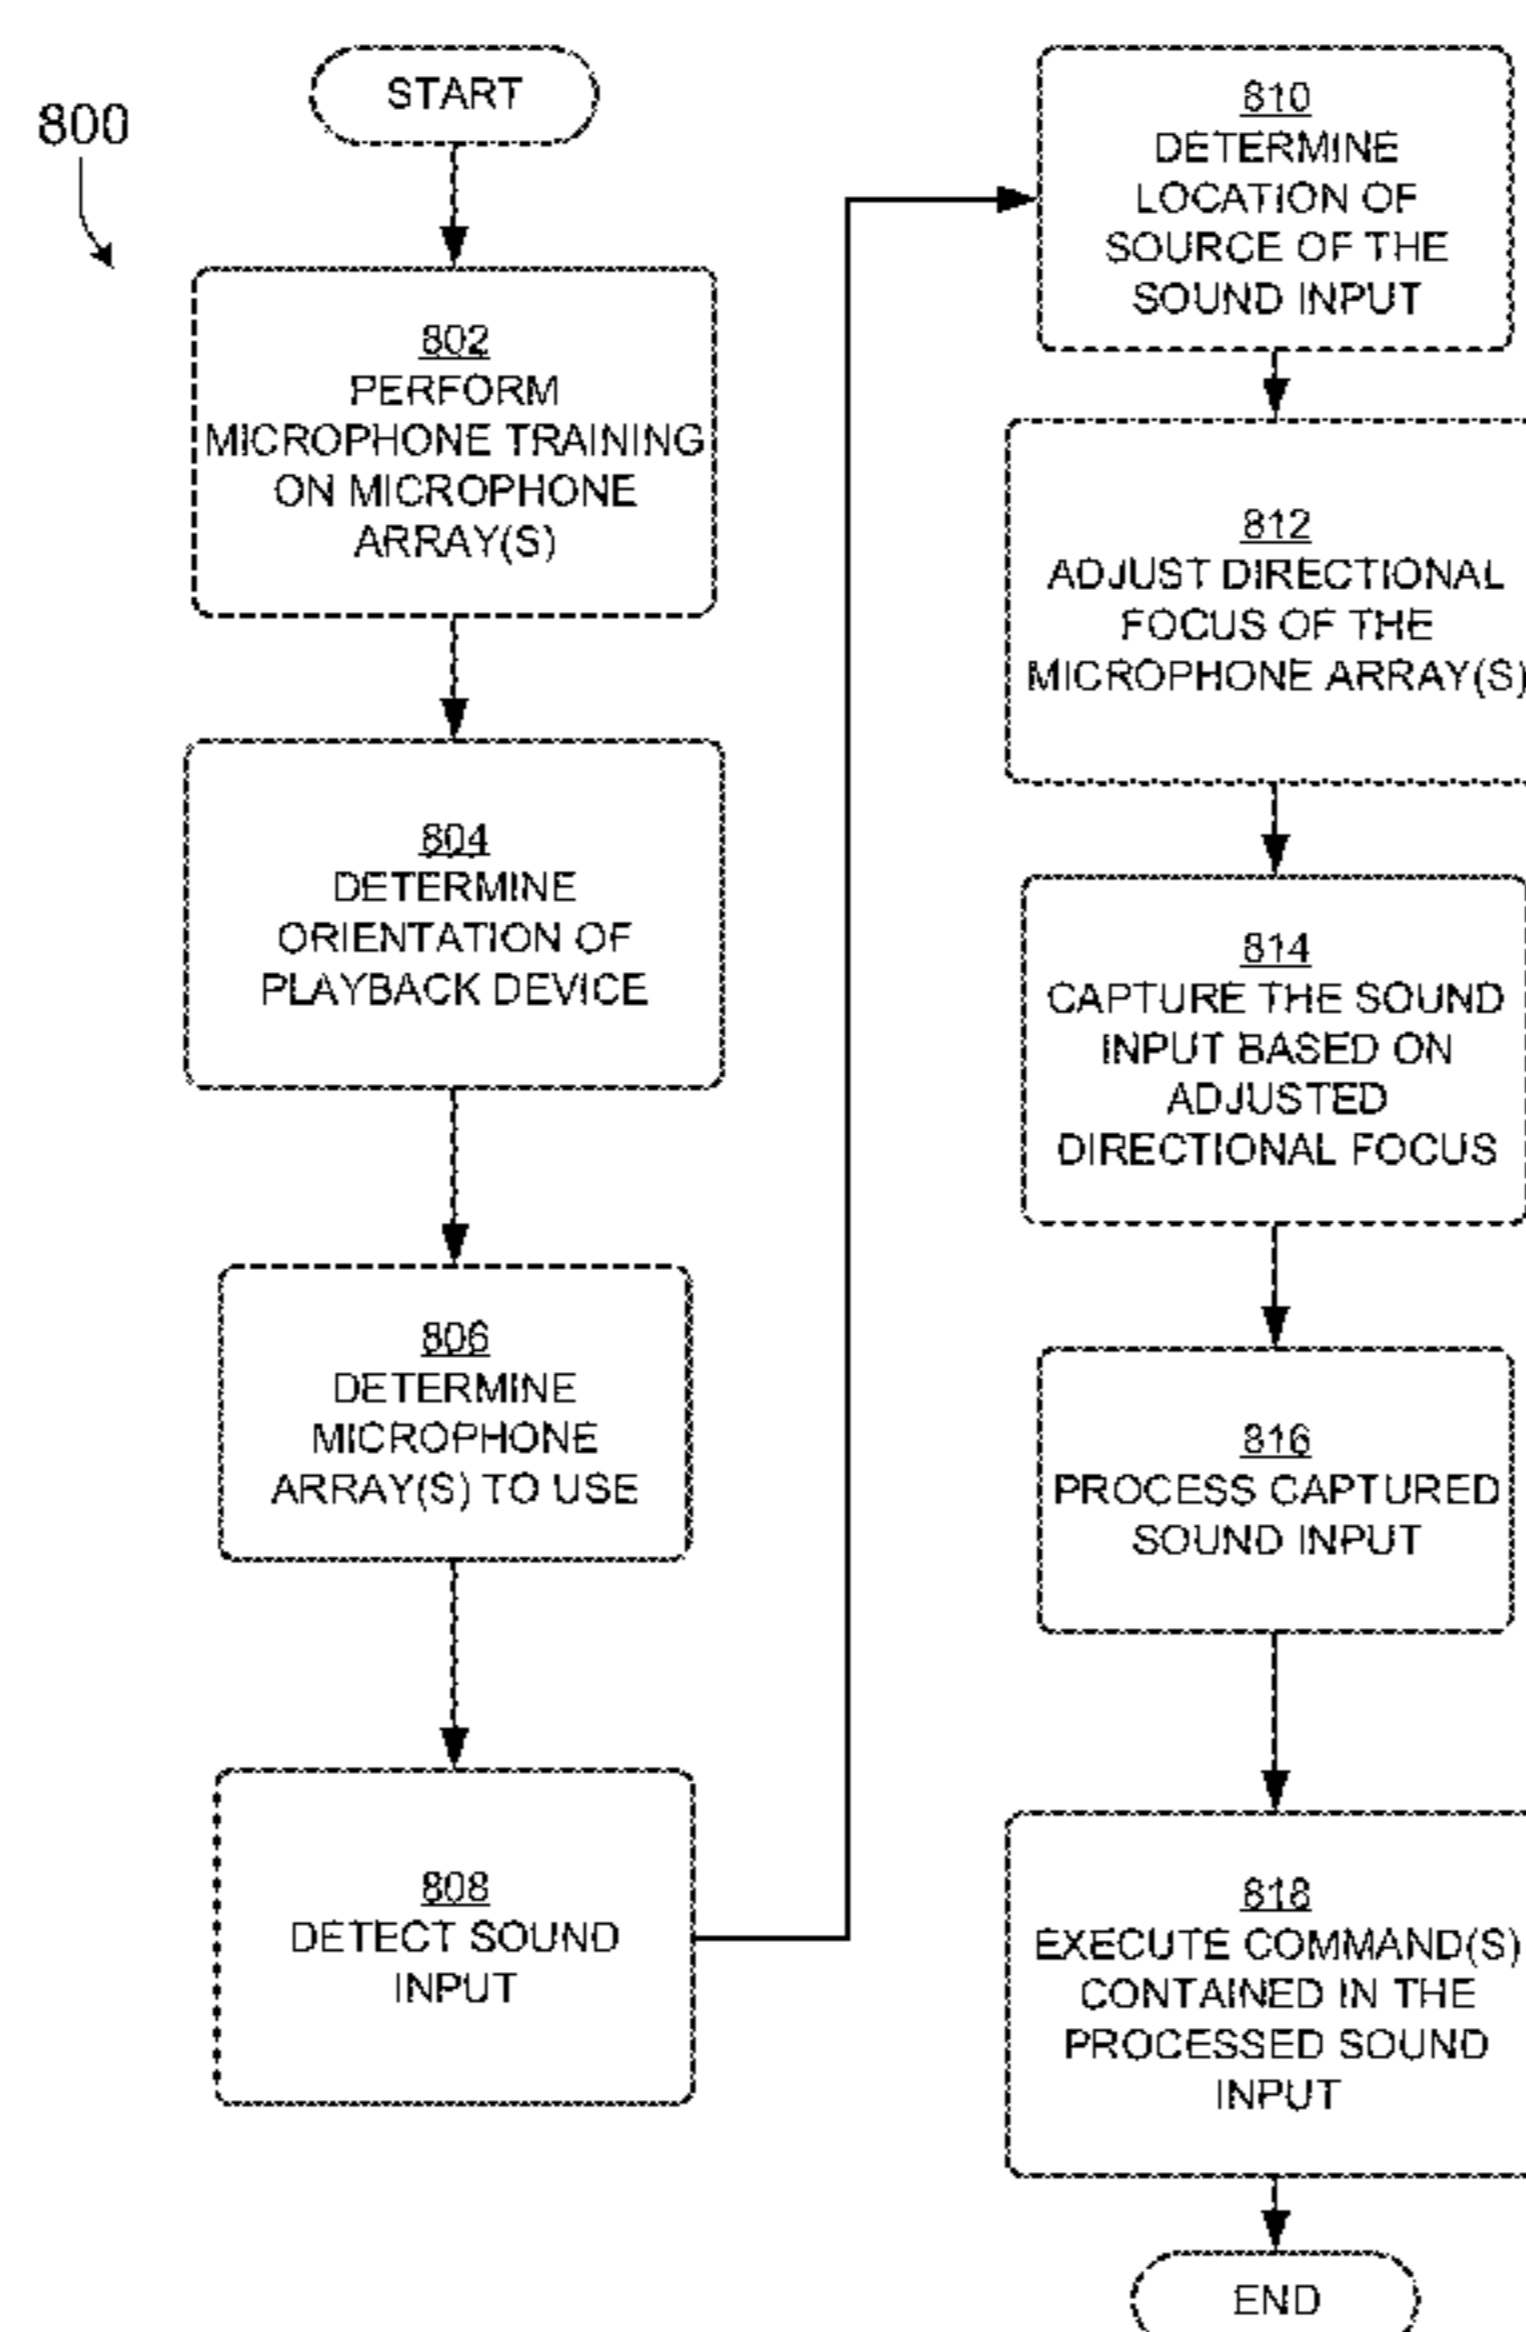 800
START
802
PERFORM
MICROPHONE TRAINING
ON MICROPHONE
ARRAY(S)
804
DETERMINE
ORIENTATION OF
PLAYBACK DEVICE
806
DETERMINE
MICROPHONE
ARRAY(S) TO USE
808
DETECT SOUND
INPUT
810
DETERMINE
LOCATION OF
SOURCE OF THE
SOUND INPUT
812
ADJUST DIRECTIONAL
FOCUS OF THE
MICROPHONE ARRAY(S)
814
CAPTURE THE SOUND
INPUT BASED ON
ADJUSTED
DIRECTIONAL FOCUS
816
PROCESS CAPTURED
SOUND INPUT
818
EXECUTE COMMAND(S)
CONTAINED IN THE
PROCESSED SOUND
INPUT
END